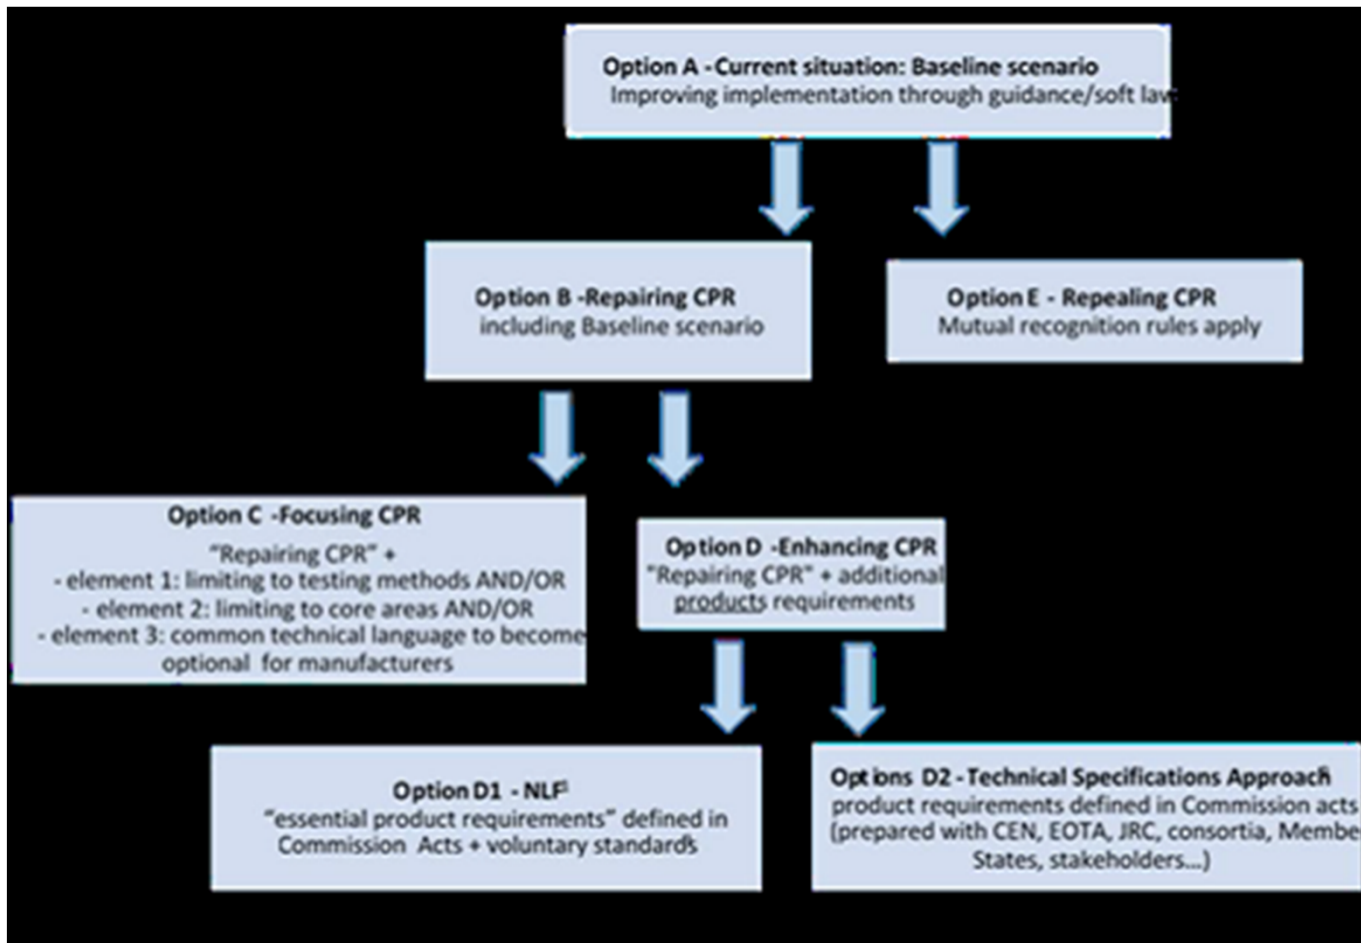 Option A -Current situation: Baseline scenario
Improving implementation through guidance/soft law
Option B -Repairing CPR
including Baseline scenario
Option E - Repealing CPR
Mutual recognition rules apply
Option C -Focusing CPR
"Repairing CPR" +
- element 1: limiting to testing methods AND/OR
- element 2: limiting to core areas AND/OR
- element 3: common technical language to become
optional for manufacturers
Option D -Enhancing CPR
"Repairing CPR" + additional
products requirements
Option D1 - NLF
"essential product requirements" defined in
Commission Acts + voluntary standards
Options D2 -Technical Specifications Approach
product requirements defined in Commission acts
(prepared with CEN, EOTA, JRC, consortia, Membe
States, stakeholders...)